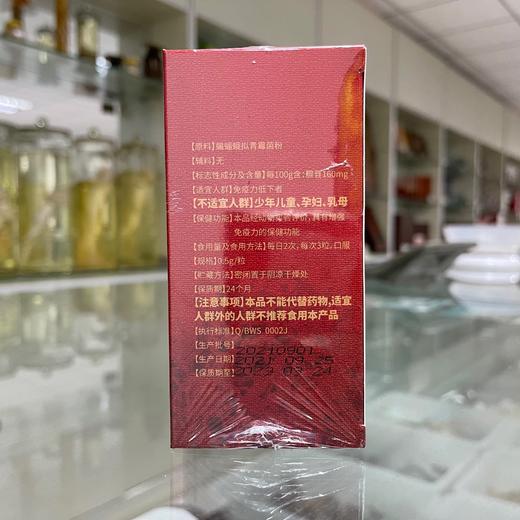 【原料】蝙蝠蛾拟青霉菌粉
【辅料】无
【标志性成分及含量】每100g含:腺苷160mg
【适宜人群】免疫力低下者
【不适宜人群】少年儿童、孕妇、乳母
【保健功能】本品经动物实验评价,具有增强
免疫力的保健功能
【食用量及食用方法】每日2次,每次3粒,口服
【规格】0.5g/粒
【贮藏方法】密闭置于阴凉干燥处
【保质期】24个月
【注意事项】本品不能代替药物,适宜
人群外的人群不推荐食用本产品
【执行标准】Q/BWS 0002J
【生产批号】20210901
【生产日期】2021 09 25
【保质期至】2023 03 24